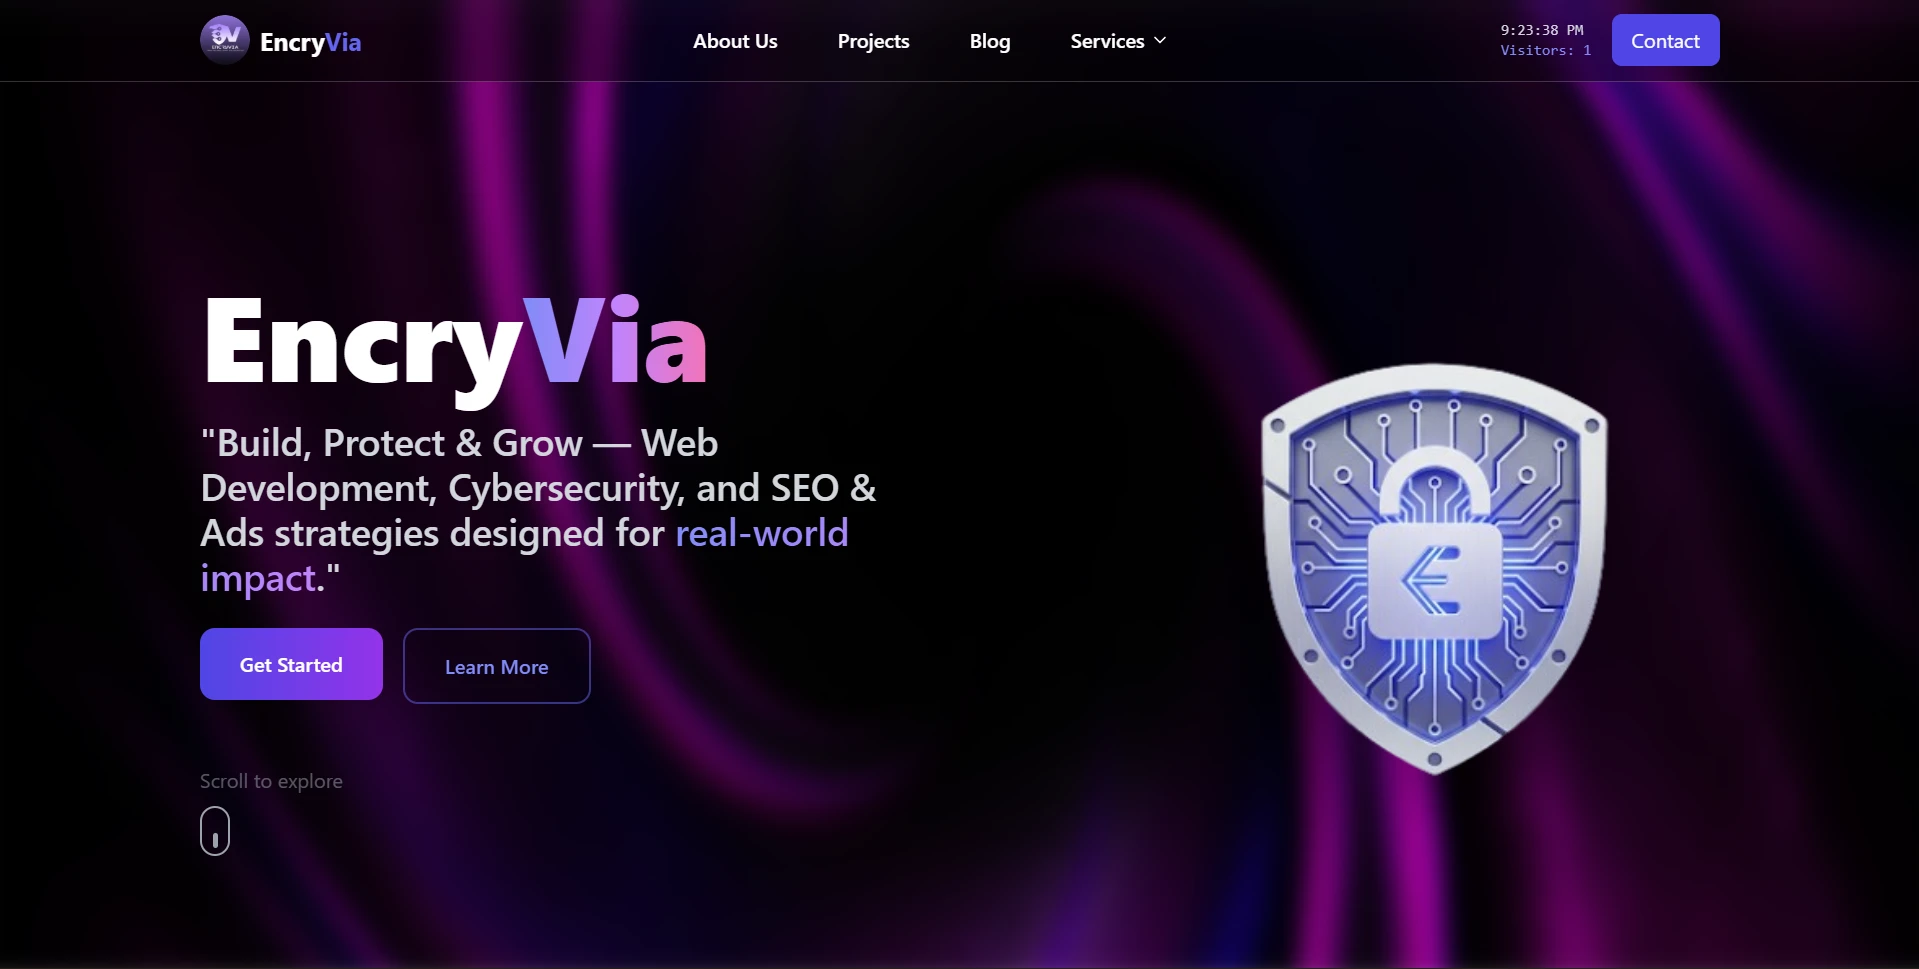 EncryVia
About Us
Projects
Blog
Services
9:23:38 PM
Visitors: 1
Contact
EncryVia
"Build, Protect & Grow — Web
Development, Cybersecurity, and SEO &
Ads strategies designed for real-world
impact."
Get Started
Learn More
Scroll to explore
E